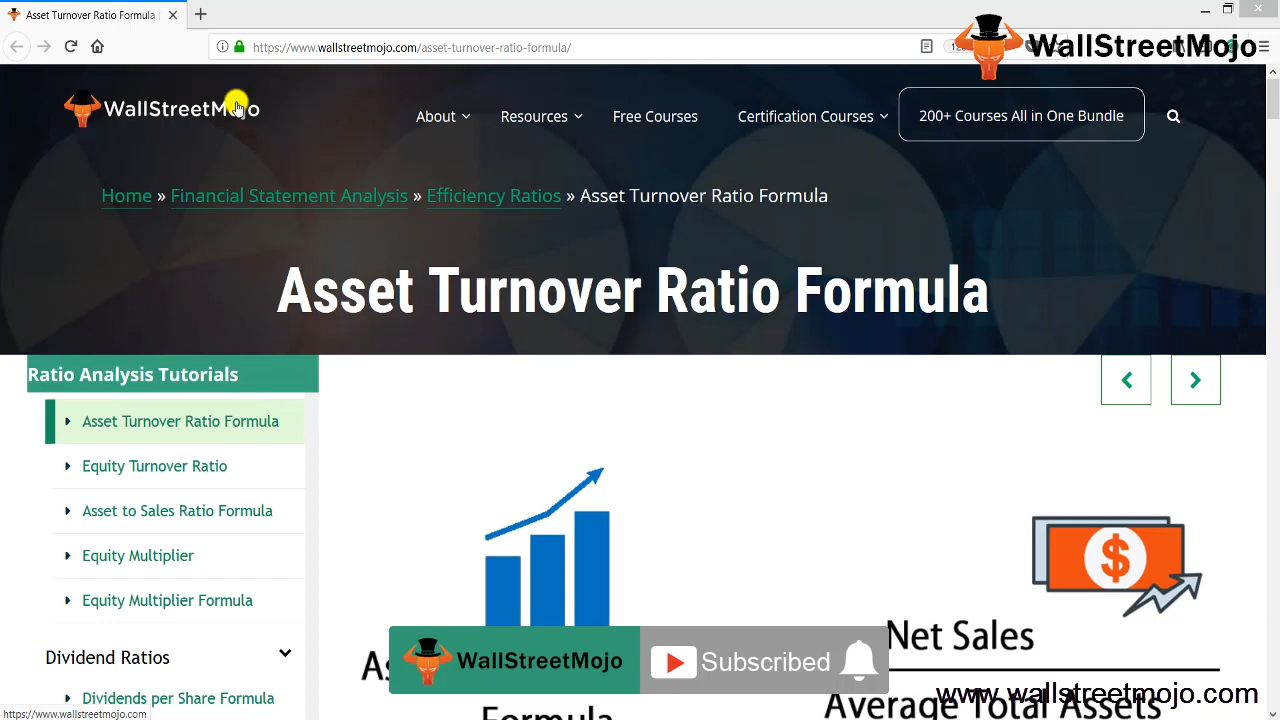 Asset Turnover Ratio Formula
https://www.wallstreetmojo.com/asset-turnover-ratio-formula/
WallStreetMojo
WallStreetMojo
About
Resources
Free Courses
Certification Courses
200+ Courses All in One Bundle
Home » Financial Statement Analysis » Efficiency Ratios » Asset Turnover Ratio Formula
Asset Turnover Ratio Formula
Ratio Analysis Tutorials
Asset Turnover Ratio Formula
Equity Turnover Ratio
Asset to Sales Ratio Formula
Equity Multiplier
Equity Multiplier Formula
Dividend Ratios
Dividends per Share Formula
$
Net Sales
Average Total Assets
Formula
WallStreetMojo
Subscribed
www.wallstreetmojo.com
https://www.wallstreetmojo.com